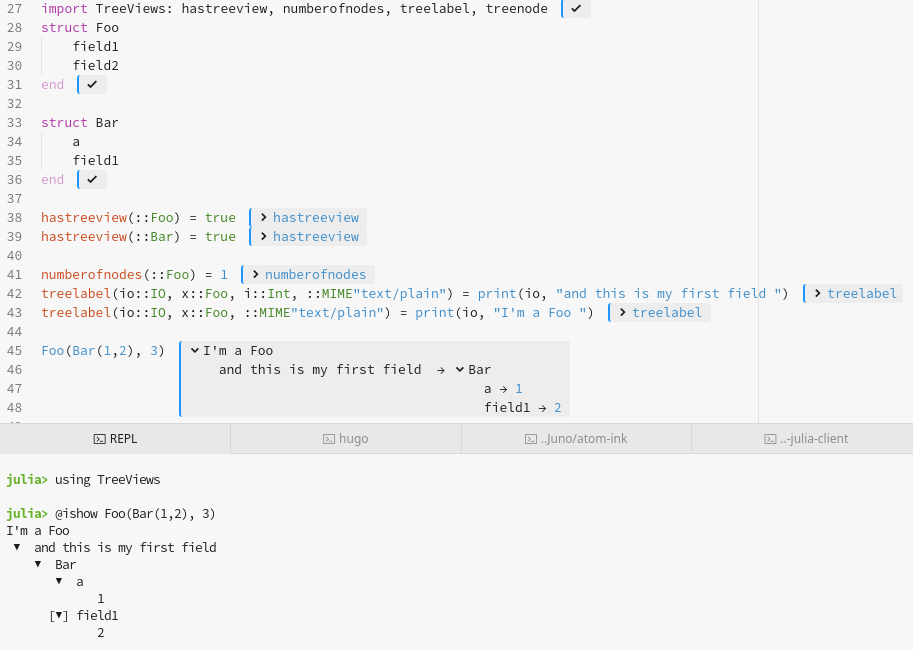 27 import TreeViews: hastreeview, numberofnodes, treelabel, treenode ✓
28 struct Foo
29 field1
30 field2
31 end ✓
32
33 struct Bar
34 a
35 field1
36 end ✓
37
38 hastreeview(::Foo) = true > hastreeview
39 hastreeview(::Bar) = true > hastreeview
40
41 numberofnodes(::Foo) = 1 > numberofnodes
42 treelabel(io::IO, x::Foo, i::Int, ::MIME"text/plain") = print(io, "and this is my first field ") > treelabel
43 treelabel(io::IO, x::Foo, ::MIME"text/plain") = print(io, "I'm a Foo ") > treelabel
44
45 Foo(Bar(1,2), 3) ⌄ I'm a Foo
46 and this is my first field → ⌄ Bar
47 a → 1
48 field1 → 2
REPL hugo ..Juno/atom-ink ..-julia-client
julia> using TreeViews
julia> @ishow Foo(Bar(1,2), 3)
I'm a Foo
▼ and this is my first field
▼ Bar
▼ a
1
[▼] field1
2